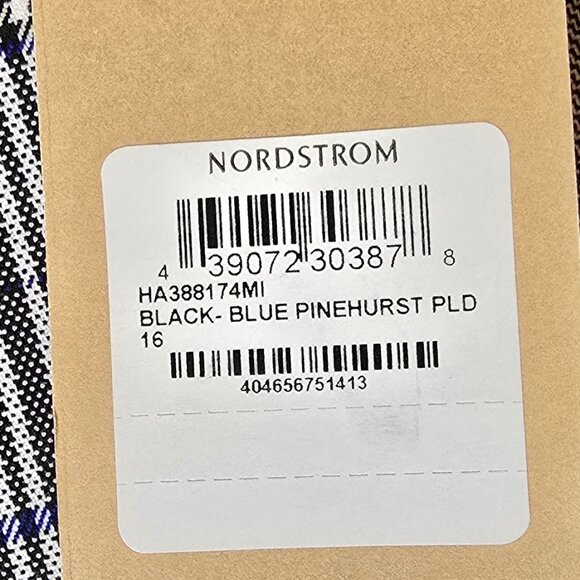 NORDSTROM
4 39072 30387 8
HA388174MI
BLACK- BLUE PINEHURST PLD
16
404656751413